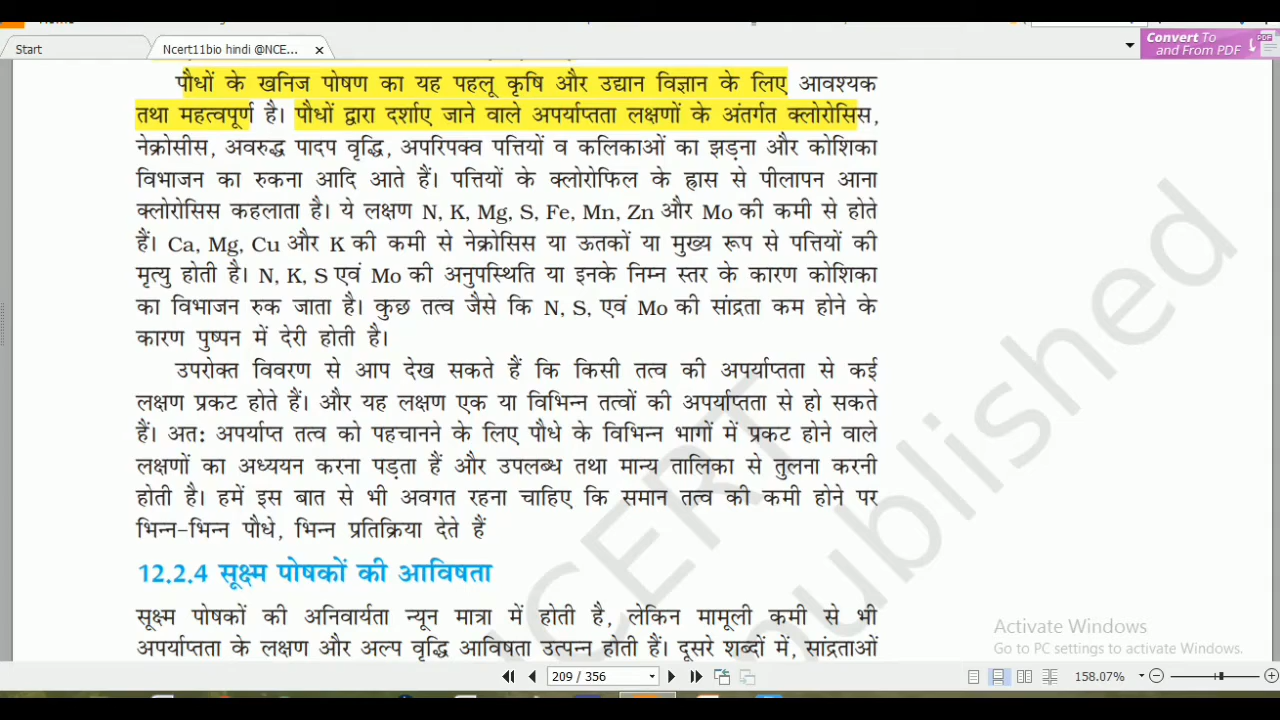 Start
Ncert11bio hindi @NCE...
Convert To
and From PDF
PDF
पौधों के खनिज पोषण का यह पहलू कृषि और उद्यान विज्ञान के लिए आवश्यक
तथा महत्वपूर्ण है। पौधों द्वारा दर्शाए जाने वाले अपर्याप्तता लक्षणों के अंतर्गत क्लोरोसिस,
नेक्रोसीस, अवरुद्ध पादप वृद्धि, अपरिपक्व पत्तियों व कलिकाओं का झड़ना और कोशिका
विभाजन का रुकना आदि आते हैं। पत्तियों के क्लोरोफिल के ह्रास से पीलापन आना
क्लोरोसिस कहलाता है। ये लक्षण N, K, Mg, S, Fe, Mn, Zn और Mo की कमी से होते
हैं। Ca, Mg, Cu और K की कमी से नेक्रोसिस या ऊतकों या मुख्य रूप से पत्तियों की
मृत्यु होती है। N, K, S एवं Mo की अनुपस्थिति या इनके निम्न स्तर के कारण कोशिका
का विभाजन रुक जाता है। कुछ तत्व जैसे कि N, S, एवं Mo की सांद्रता कम होने के
कारण पुष्पन में देरी होती है।
उपरोक्त विवरण से आप देख सकते हैं कि किसी तत्व की अपर्याप्तता से कई
लक्षण प्रकट होते हैं। और यह लक्षण एक या विभिन्न तत्वों की अपर्याप्तता से हो सकते
हैं। अत: अपर्याप्त तत्व को पहचानने के लिए पौधे के विभिन्न भागों में प्रकट होने वाले
लक्षणों का अध्ययन करना पड़ता हैं और उपलब्ध तथा मान्य तालिका से तुलना करनी
होती है। हमें इस बात से भी अवगत रहना चाहिए कि समान तत्व की कमी होने पर
भिन्न-भिन्न पौधे, भिन्न प्रतिक्रिया देते हैं
12.2.4 सूक्ष्म पोषकों की आविषता
सूक्ष्म पोषकों की अनिवार्यता न्यून मात्रा में होती है, लेकिन मामूली कमी से भी
अपर्याप्तता के लक्षण और अल्प वृद्धि आविषता उत्पन्न होती हैं। दूसरे शब्दों में, सांद्रताओं
NCERT
published
Activate Windows
Go to PC settings to activate Windows.
209 / 356
158.07%